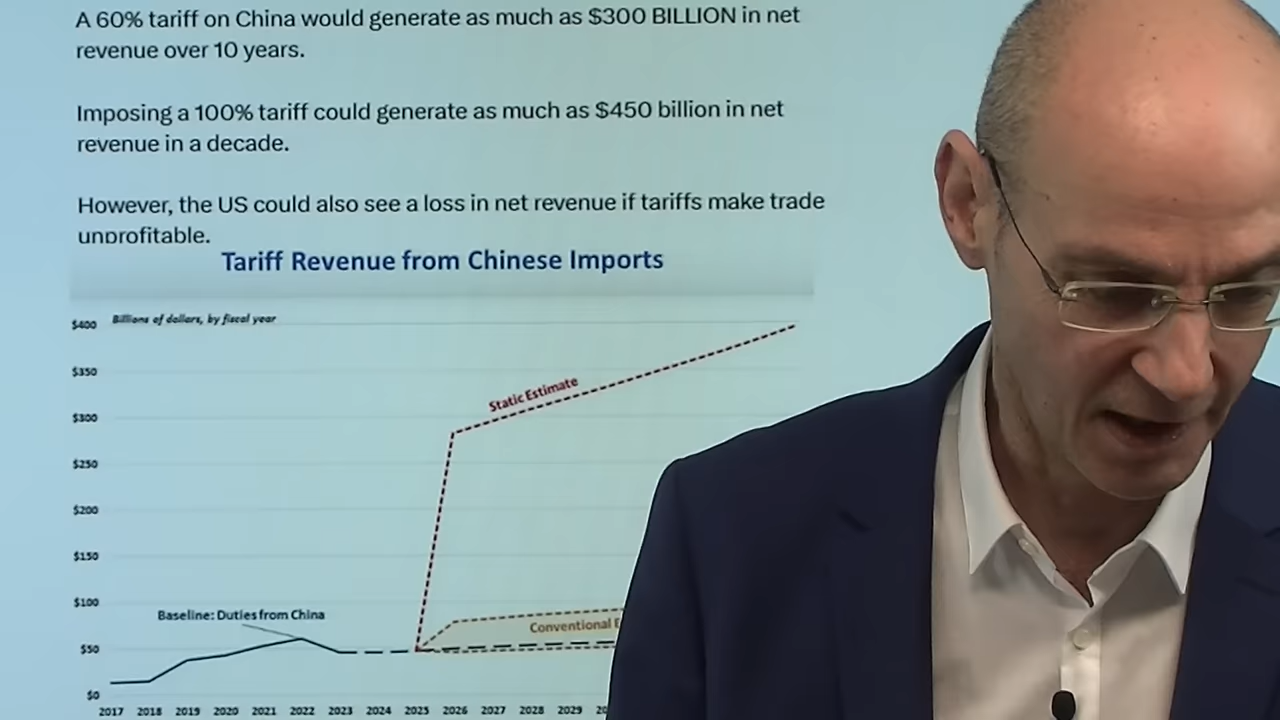 A 60% tariff on China would generate as much as $300 BILLION in net
revenue over 10 years.
Imposing a 100% tariff could generate as much as $450 billion in net
revenue in a decade.
However, the US could also see a loss in net revenue if tariffs make trade
unprofitable.
Tariff Revenue from Chinese Imports
Billions of dollars, by fiscal year
$400
$350
Static Estimate
$300
$250
$200
$150
$100
Baseline: Duties from China
Conventional E
$50
$0
2017 2018 2019 2020 2021 2022 2023 2024 2025 2026 2027 2028 2029 20